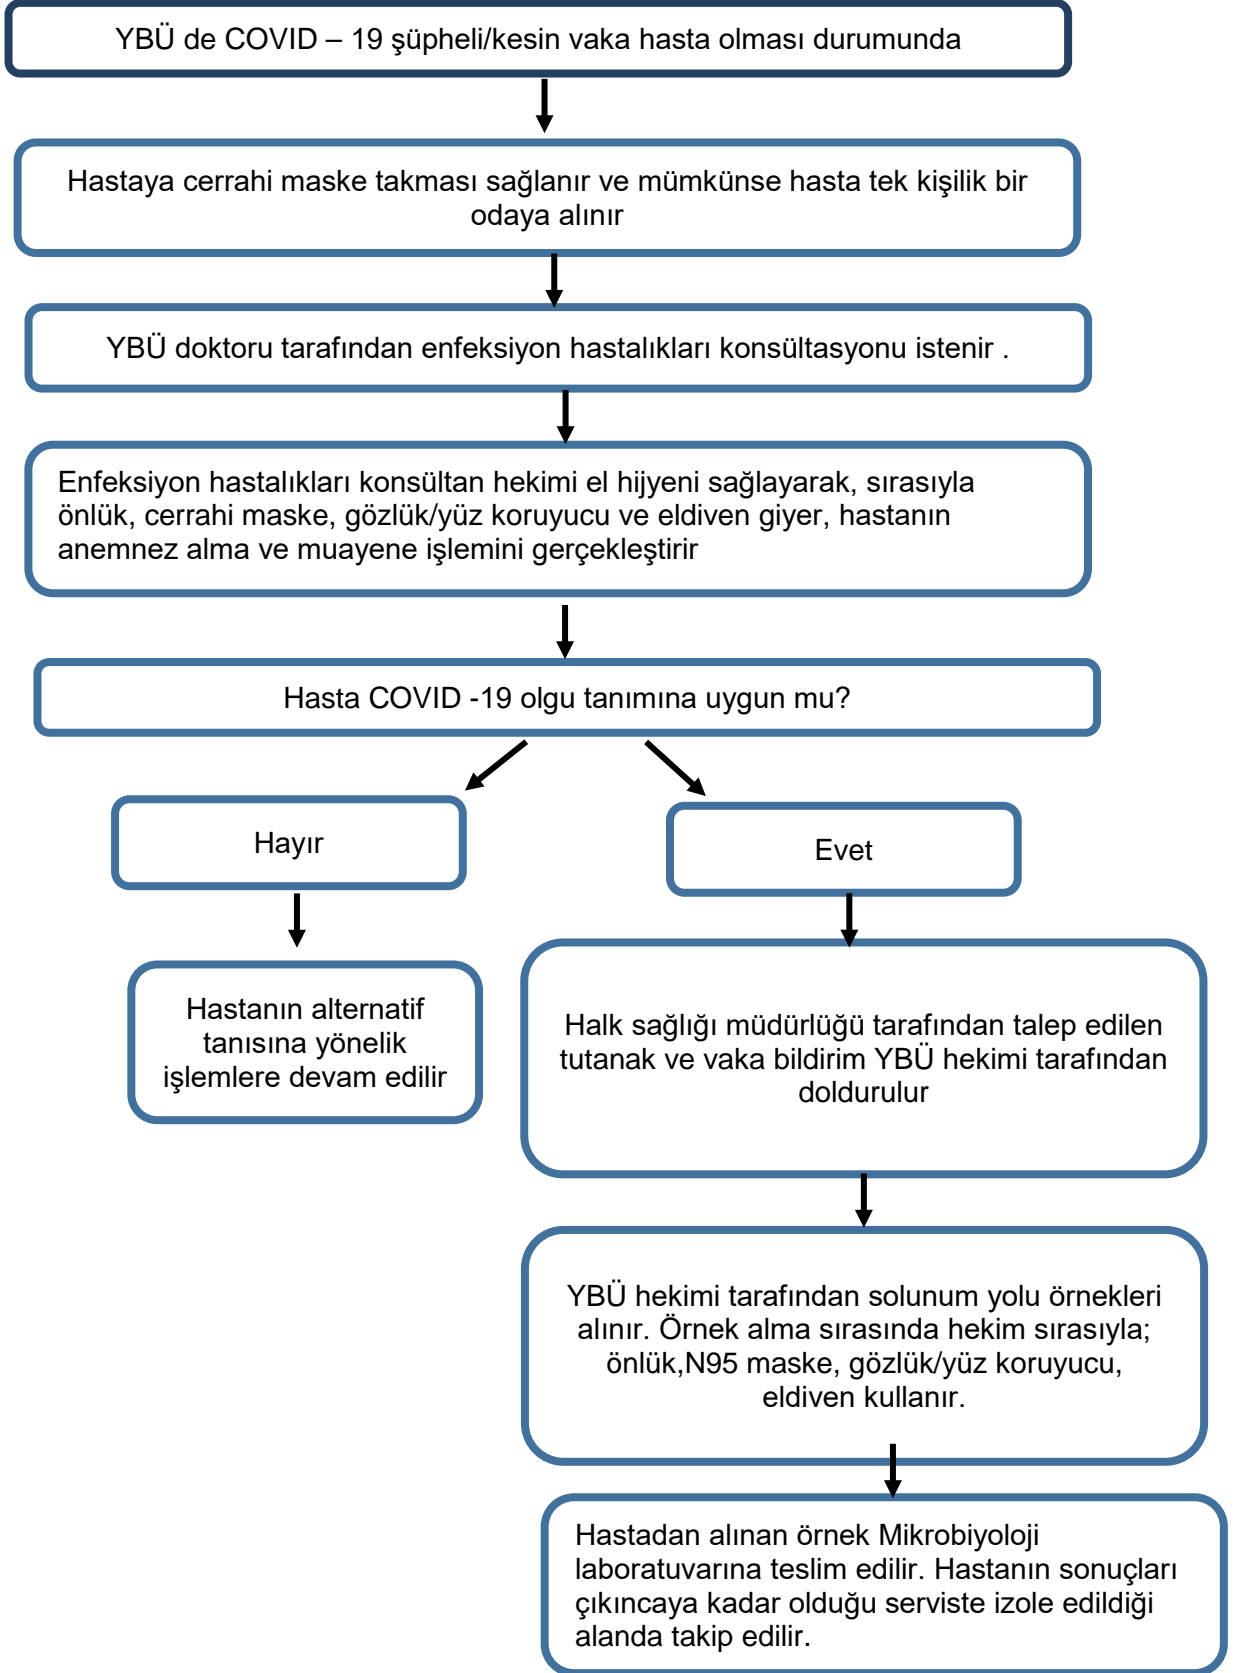 YBÜ de COVID – 19 şüpheli/kesin vaka hasta olması durumunda
Hastaya cerrahi maske takması sağlanır ve mümkünse hasta tek kişilik bir
odaya alınır
YBÜ doktoru tarafından enfeksiyon hastalıkları konsültasyonu istenir .
Enfeksiyon hastalıkları konsültan hekimi el hijyeni sağlayarak, sırasıyla
önlük, cerrahi maske, gözlük/yüz koruyucu ve eldiven giyer, hastanın
anemnez alma ve muayene işlemini gerçekleştirir
Hasta COVID -19 olgu tanımına uygun mu?
Hayır
Evet
Hastanın alternatif
tanısına yönelik
işlemlere devam edilir
Halk sağlığı müdürlüğü tarafından talep edilen
tutanak ve vaka bildirim YBÜ hekimi tarafından
doldurulur
YBÜ hekimi tarafından solunum yolu örnekleri
alınır. Örnek alma sırasında hekim sırasıyla;
önlük,N95 maske, gözlük/yüz koruyucu,
eldiven kullanır.
Hastadan alınan örnek Mikrobiyoloji
laboratuvarına teslim edilir. Hastanın sonuçları
çıkıncaya kadar olduğu serviste izole edildiği
alanda takip edilir.